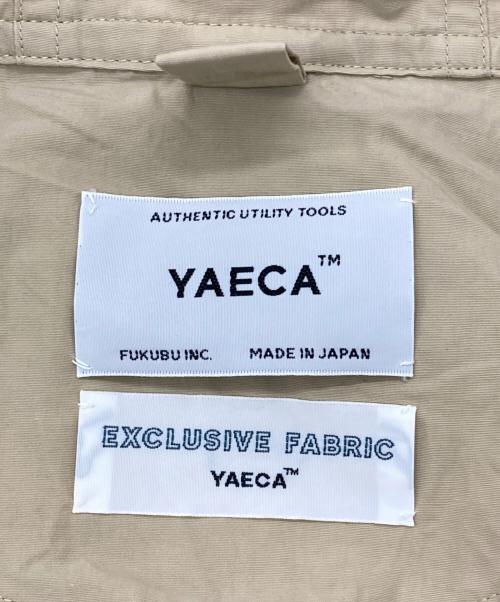 AUTHENTIC UTILITY TOOLS
YAECA™
FUKUBU INC. MADE IN JAPAN
EXCLUSIVE FABRIC
YAECA™